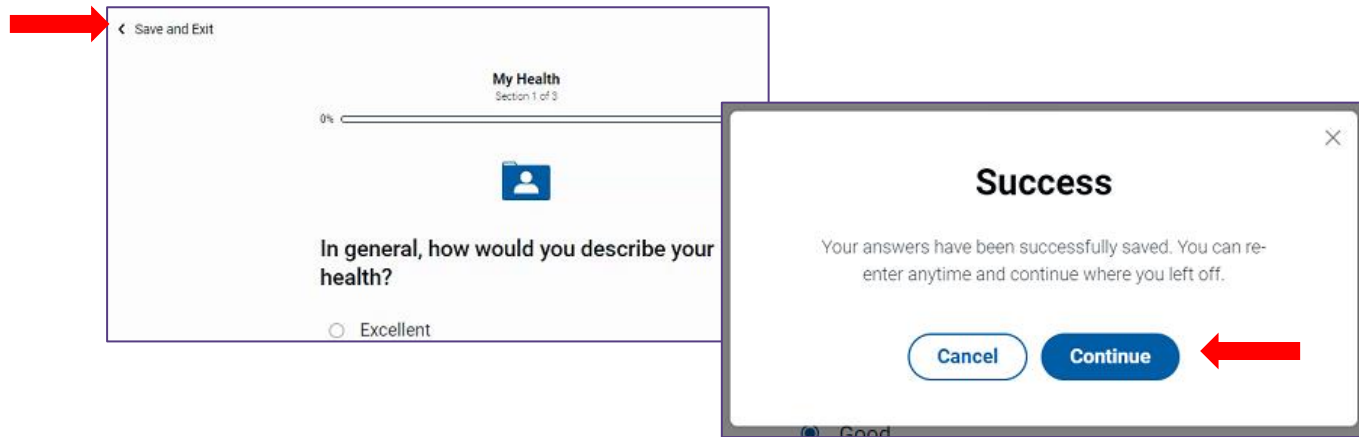 Save and Exit
My Health
Section 1 of 3
0%
In general, how would you describe your
health?
Excellent
Success
Your answers have been successfully saved. You can re-
enter anytime and continue where you left off.
Cancel
Continue
Good